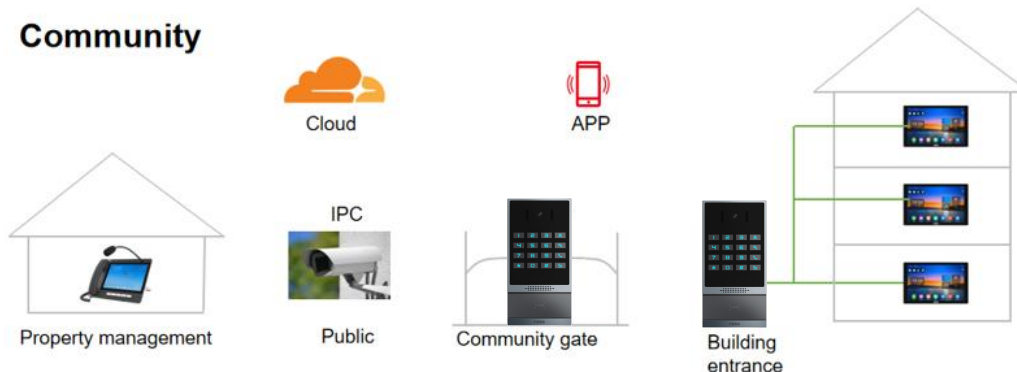 Community
Cloud
APP
IPC
Property management
Public
Community gate
Building
entrance